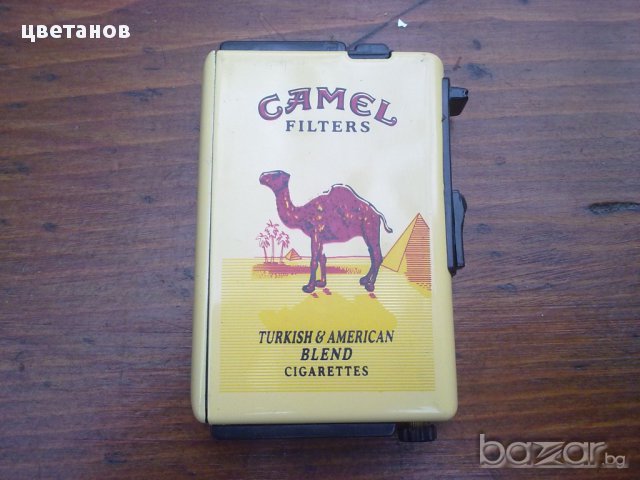 цветанов
CAMEL
FILTERS
TURKISH & AMERICAN
BLEND
CIGARETTES
bazar.bg